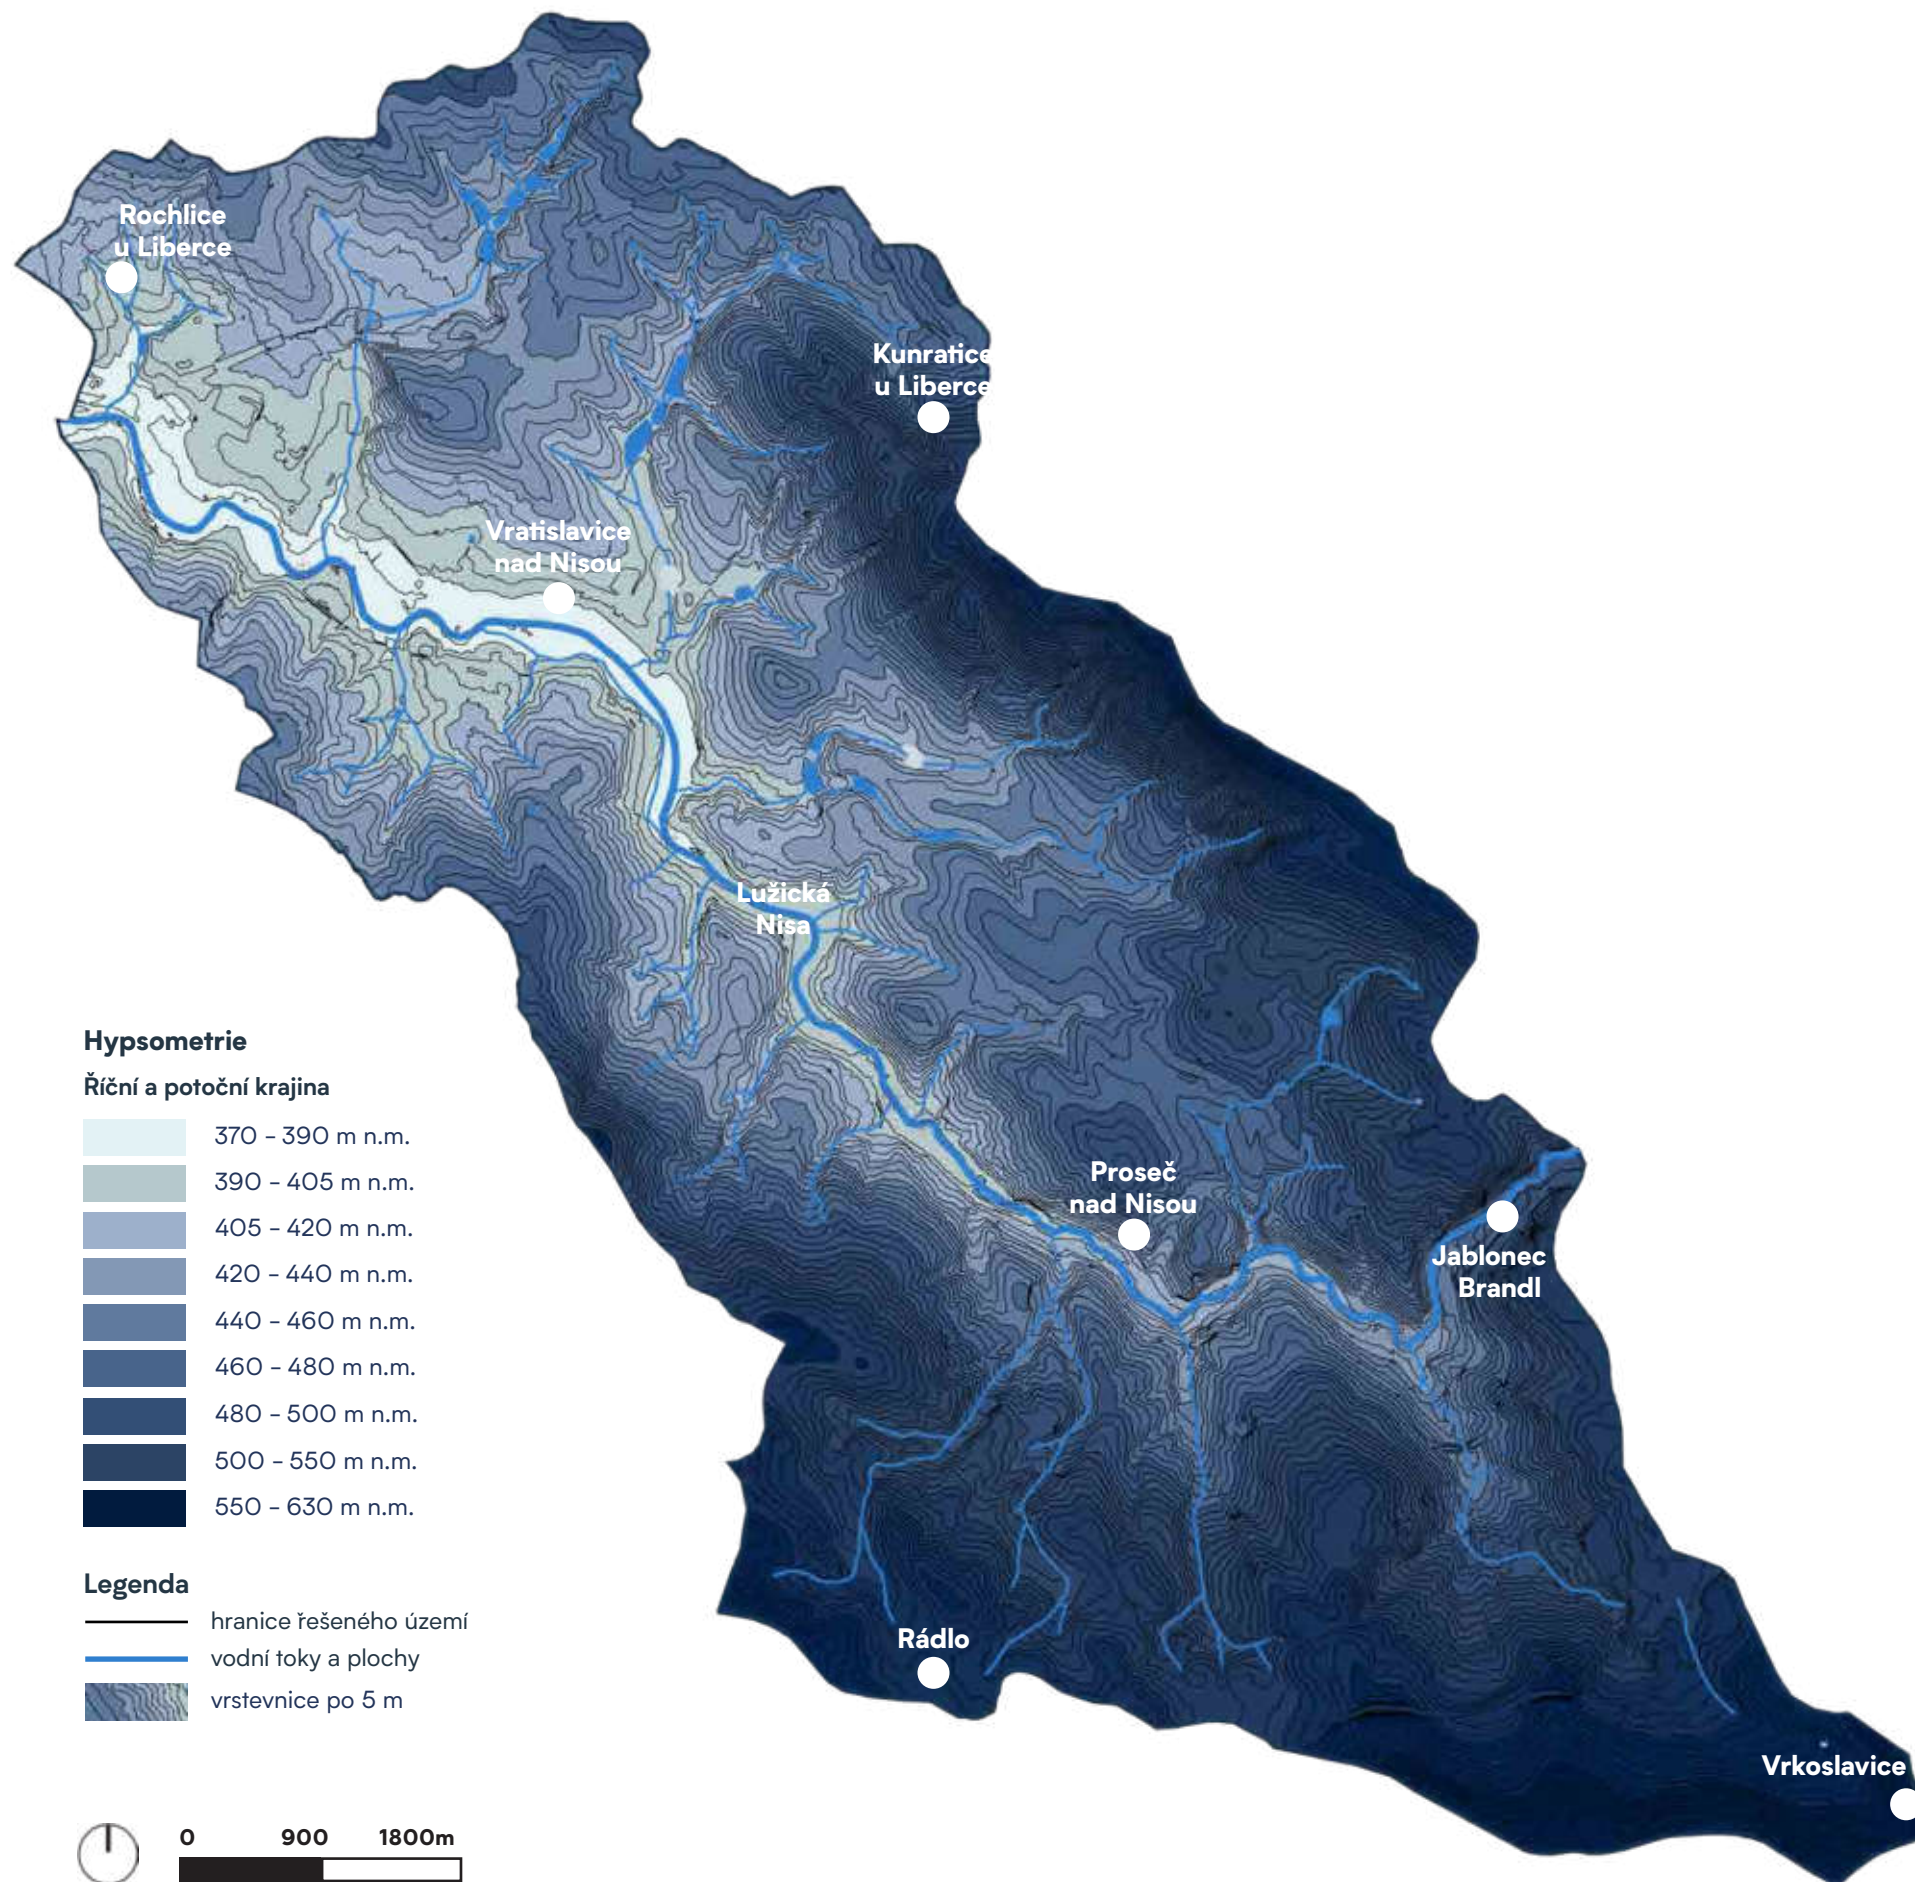 Rochlice
u Liberce
Kunratice
u Liberce
Vratislavice
nad Nisou
Lužická
Nisa
Proseč
nad Nisou
Jablonec
Brandl
Rádlo
Vrkoslavice
Hypsometrie
Říční a potoční krajina
370 - 390 m n.m.
390 - 405 m n.m.
405 - 420 m n.m.
420 - 440 m n.m.
440 - 460 m n.m.
460 - 480 m n.m.
480 - 500 m n.m.
500 - 550 m n.m.
550 - 630 m n.m.
Legenda
hranice řešeného území
vodní toky a plochy
vrstevnice po 5 m
0 900 1800m